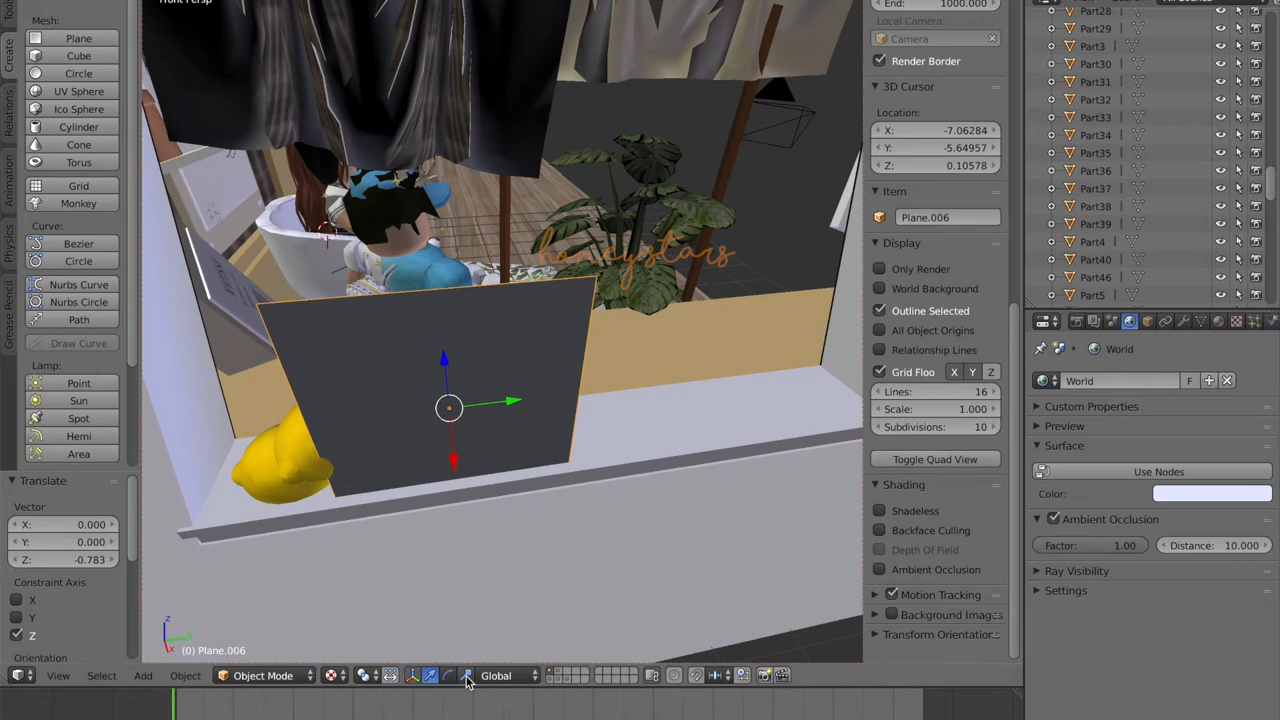 Front Persp
Mesh:
Plane
Cube
Circle
UV Sphere
Ico Sphere
Cylinder
Cone
Torus
Grid
Monkey
Curve:
Bezier
Circle
Nurbs Curve
Nurbs Circle
Path
Draw Curve
Lamp:
Point
Sun
Spot
Hemi
Area
Tools
Create
Relations
Animation
Physics
Grease Pencil
Translate
Vector
X: 0.000
Y: 0.000
Z: -0.783
Constraint Axis
X
Y
Z
Orientation
honeystars
z
x
(0) Plane.006
View Select Add Object Object Mode Global
End: 1000.000
Local Camera:
Camera
Render Border
3D Cursor
Location:
X: -7.06284
Y: -5.64957
Z: 0.10578
Item
Plane.006
Display
Only Render
World Background
Outline Selected
All Object Origins
Relationship Lines
Grid Floo X Y Z
Lines: 16
Scale: 1.000
Subdivisions: 10
Toggle Quad View
Shading
Shadeless
Backface Culling
Depth Of Field
Ambient Occlusion
Motion Tracking
Background Images
Transform Orientation
Part28
Part29
Part3
Part30
Part31
Part32
Part33
Part34
Part35
Part36
Part37
Part38
Part39
Part4
Part40
Part46
Part5
World
World F
Custom Properties
Preview
Surface
Use Nodes
Color:
Ambient Occlusion
Factor: 1.00 Distance: 10.000
Ray Visibility
Settings